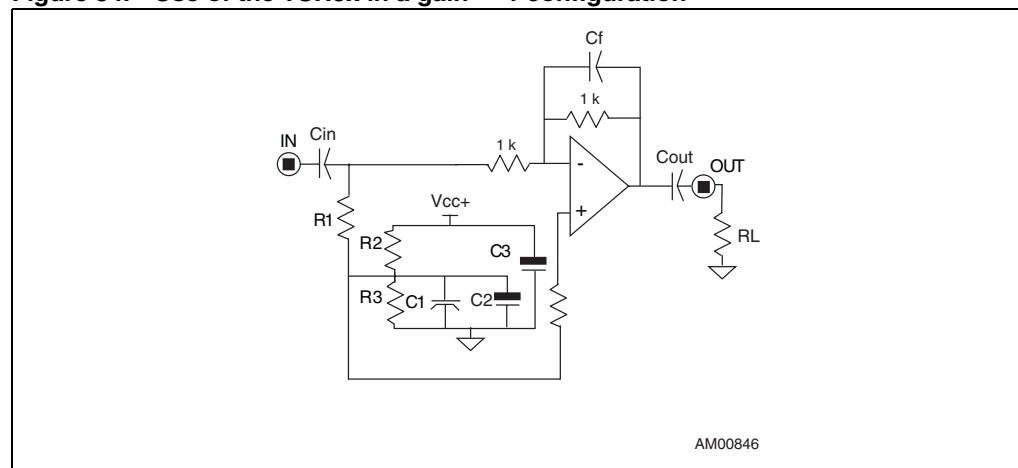 Cf
1 k
IN
Cin
1 k
-
Cout
OUT
R1
Vcc+
+
R2
C3
RL
R3
C1
C2
AM00846